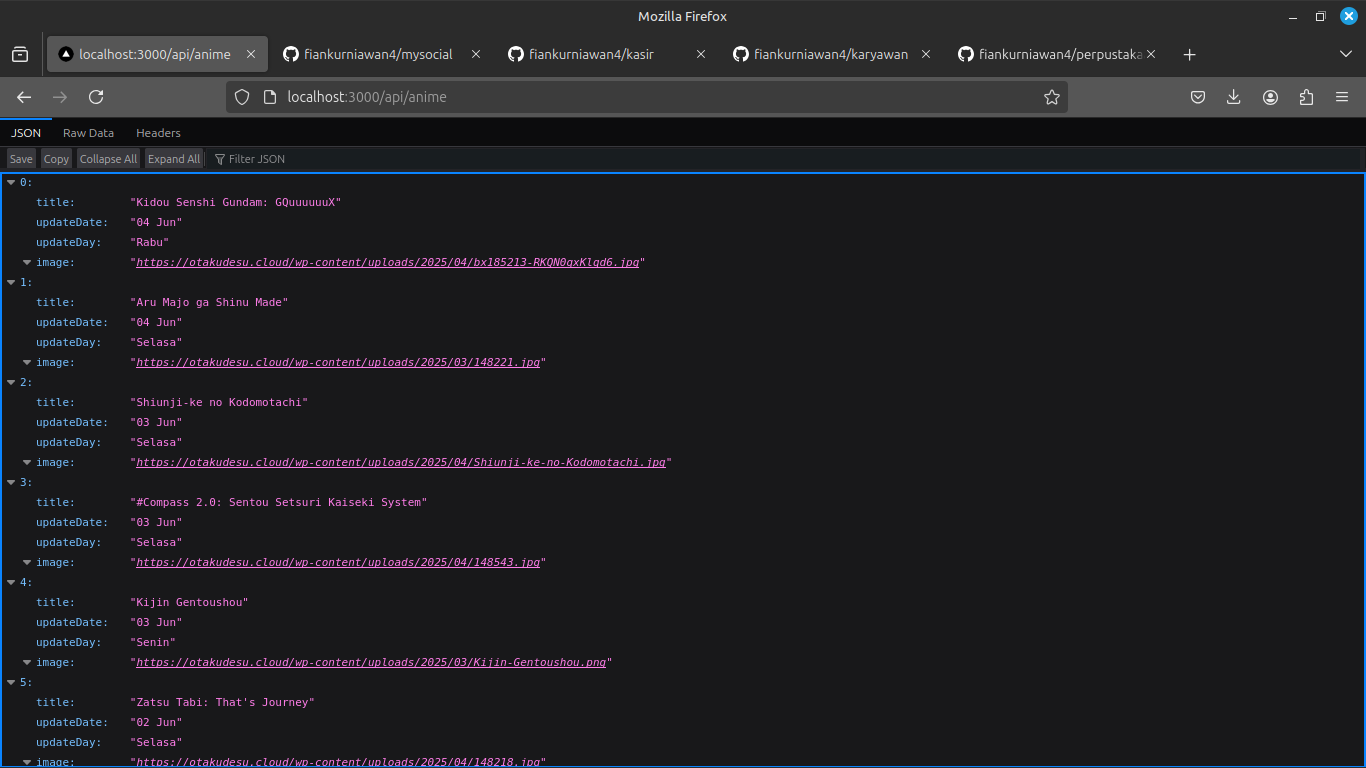 Mozilla Firefox
localhost:3000/api/anime fiankurniawan4/mysocial fiankurniawan4/kasir fiankurniawan4/karyawan fiankurniawan4/perpustaka
localhost:3000/api/anime
JSON Raw Data Headers
Save Copy Collapse All Expand All Filter JSON
0:
title: "Kidou Senshi Gundam: GQuuuuuuX"
updateDate: "04 Jun"
updateDay: "Rabu"
image: "https://otakudesu.cloud/wp-content/uploads/2025/04/bx185213-RKQN0qxKlqd6.jpg"
1:
title: "Aru Majo ga Shinu Made"
updateDate: "04 Jun"
updateDay: "Selasa"
image: "https://otakudesu.cloud/wp-content/uploads/2025/03/148221.jpg"
2:
title: "Shiunji-ke no Kodomotachi"
updateDate: "03 Jun"
updateDay: "Selasa"
image: "https://otakudesu.cloud/wp-content/uploads/2025/04/Shiunji-ke-no-Kodomotachi.jpg"
3:
title: "#Compass 2.0: Sentou Setsuri Kaiseki System"
updateDate: "03 Jun"
updateDay: "Selasa"
image: "https://otakudesu.cloud/wp-content/uploads/2025/04/148543.jpg"
4:
title: "Kijin Gentoushou"
updateDate: "03 Jun"
updateDay: "Senin"
image: "https://otakudesu.cloud/wp-content/uploads/2025/03/Kijin-Gentoushou.png"
5:
title: "Zatsu Tabi: That's Journey"
updateDate: "02 Jun"
updateDay: "Selasa"
image: "https://otakudesu.cloud/wp-content/uploads/2025/04/148218.jpg"